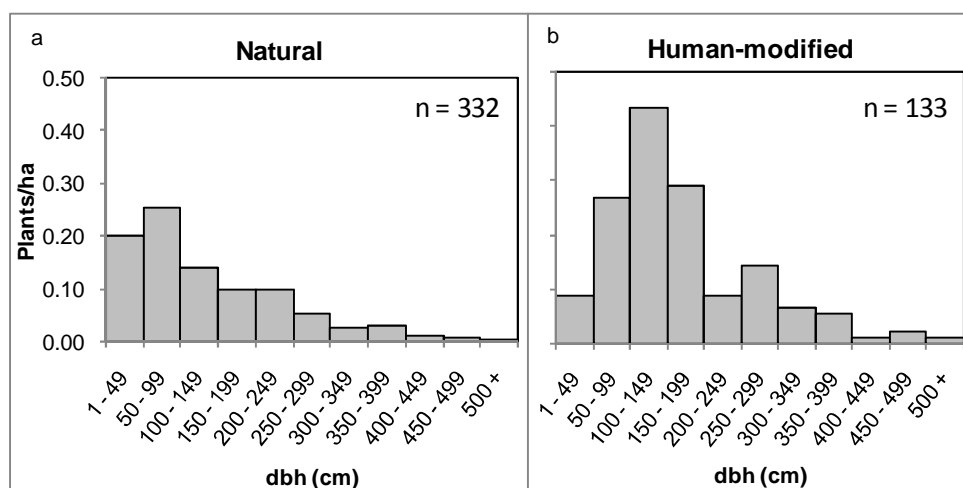 a
Natural
n = 332
Plants/ha
0.50
0.40
0.30
0.20
0.10
0.00
1 - 49
50 - 99
100 - 149
150 - 199
200 - 249
250 - 299
300 - 349
350 - 399
400 - 449
450 - 499
500 +
dbh (cm)
b
Human-modified
n = 133
1 - 49
50 - 99
100 - 149
150 - 199
200 - 249
250 - 299
300 - 349
350 - 399
400 - 449
450 - 499
500 +
dbh (cm)